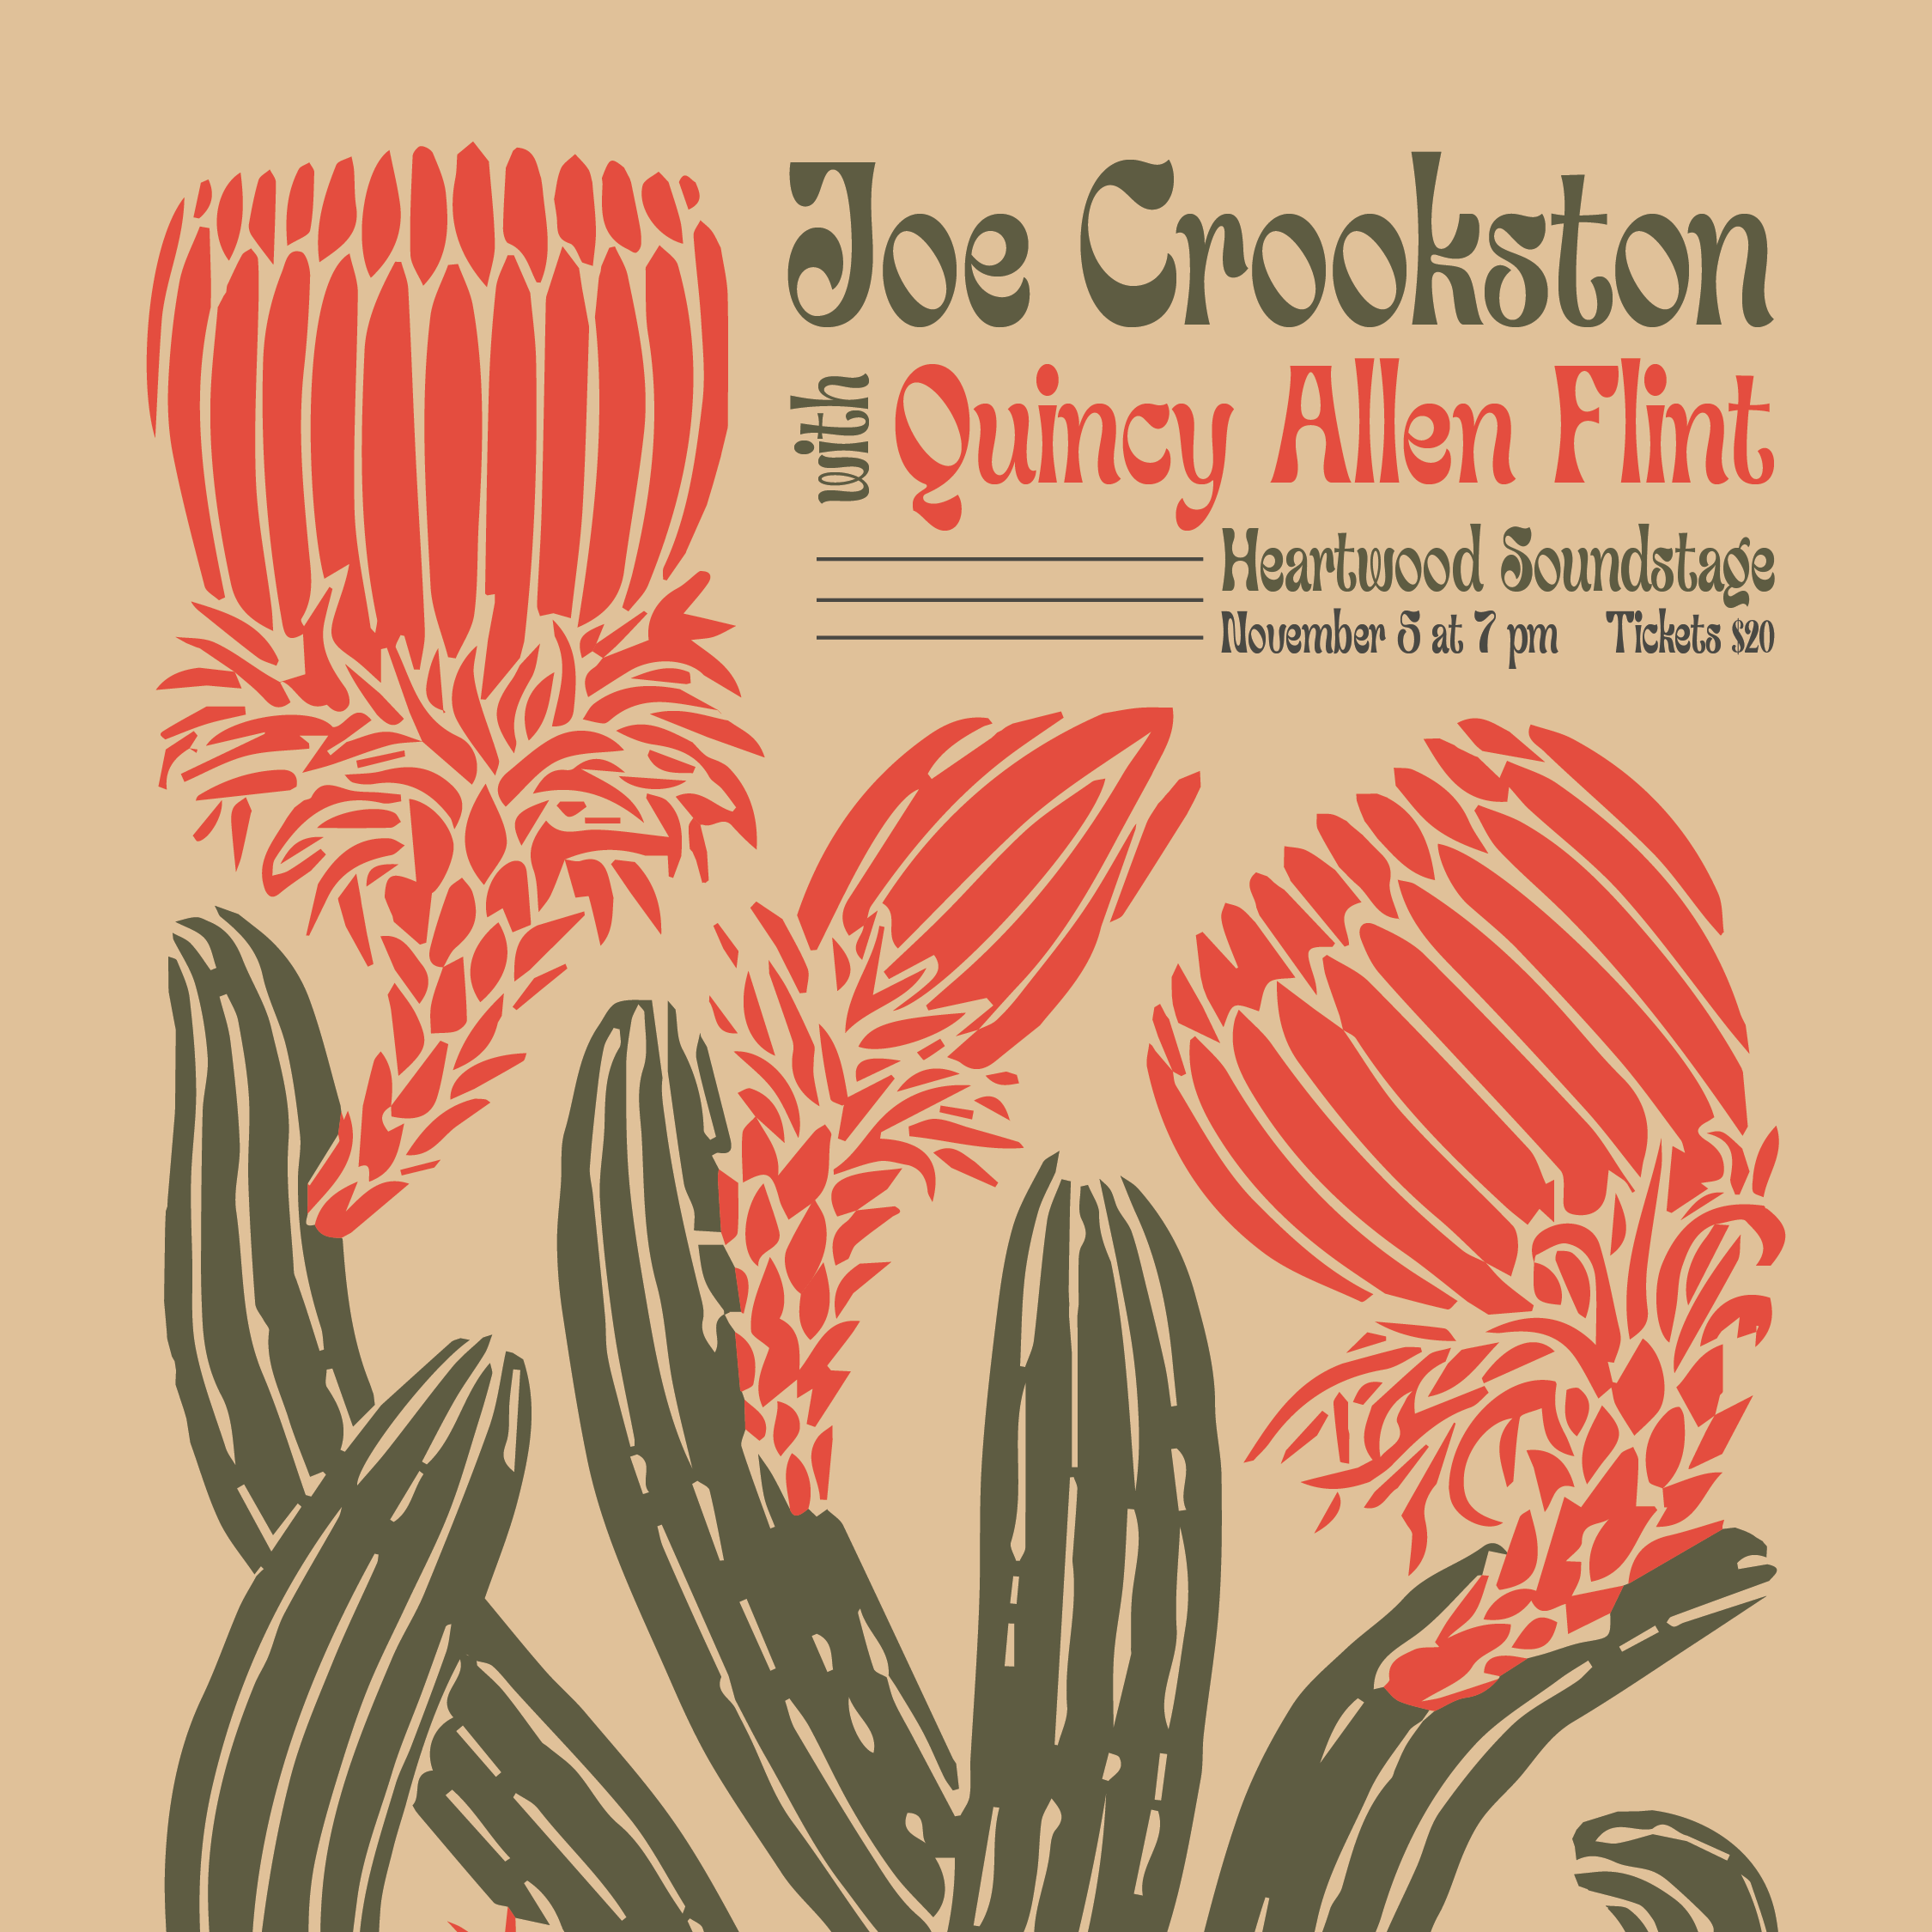 Joe Crookston
with Quincy Allen Flint
Heartwood Soundstage
November 5 at 7 pm Tickets $20